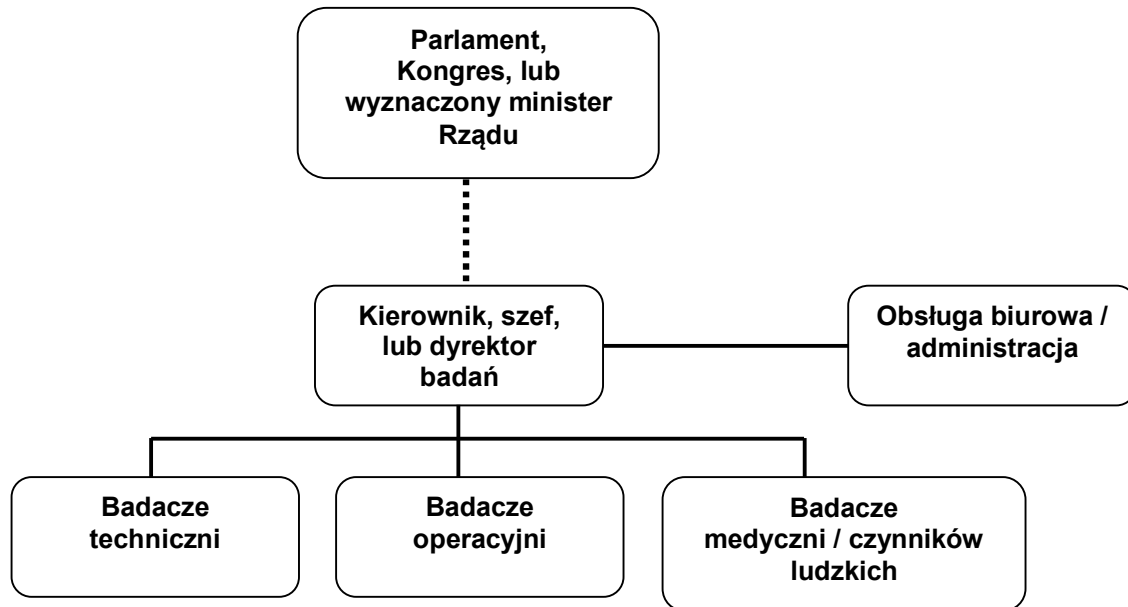 Parlament,
Kongres, lub
wyznaczony minister
Rządu
Kierownik, szef,
lub dyrektor
badań
Obsługa biurowa /
administracja
Badacze
techniczni
Badacze
operacyjni
Badacze
medyczni / czynników
ludzkich